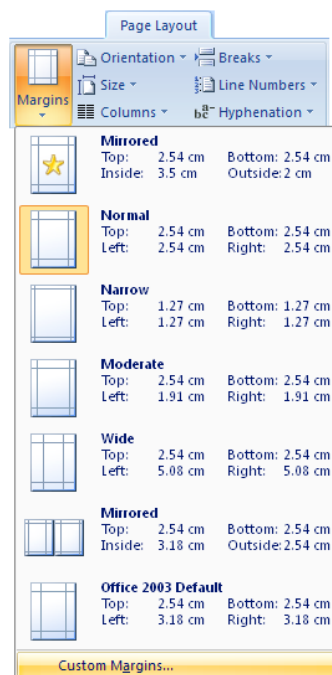 Page Layout
Orientation Breaks
Size Line Numbers
Margins
Columns Hyphenation
Mirrored
Top: 2.54 cm Bottom: 2.54 cm
Inside: 3.5 cm Outside: 2 cm
Normal
Top: 2.54 cm Bottom: 2.54 cm
Left: 2.54 cm Right: 2.54 cm
Narrow
Top: 1.27 cm Bottom: 1.27 cm
Left: 1.27 cm Right: 1.27 cm
Moderate
Top: 2.54 cm Bottom: 2.54 cm
Left: 1.91 cm Right: 1.91 cm
Wide
Top: 2.54 cm Bottom: 2.54 cm
Left: 5.08 cm Right: 5.08 cm
Mirrored
Top: 2.54 cm Bottom: 2.54 cm
Inside: 3.18 cm Outside: 2.54 cm
Office 2003 Default
Top: 2.54 cm Bottom: 2.54 cm
Left: 3.18 cm Right: 3.18 cm
Custom Margins...